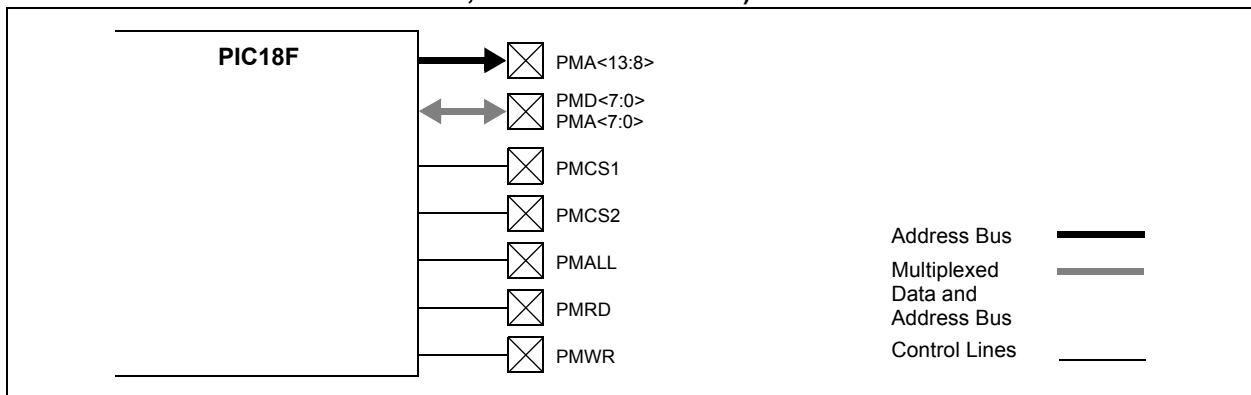 PIC18F
PMA<13:8>
PMD<7:0>
PMA<7:0>
PMCS1
PMCS2
PMALL
PMRD
PMWR
Address Bus
Multiplexed
Data and
Address Bus
Control Lines